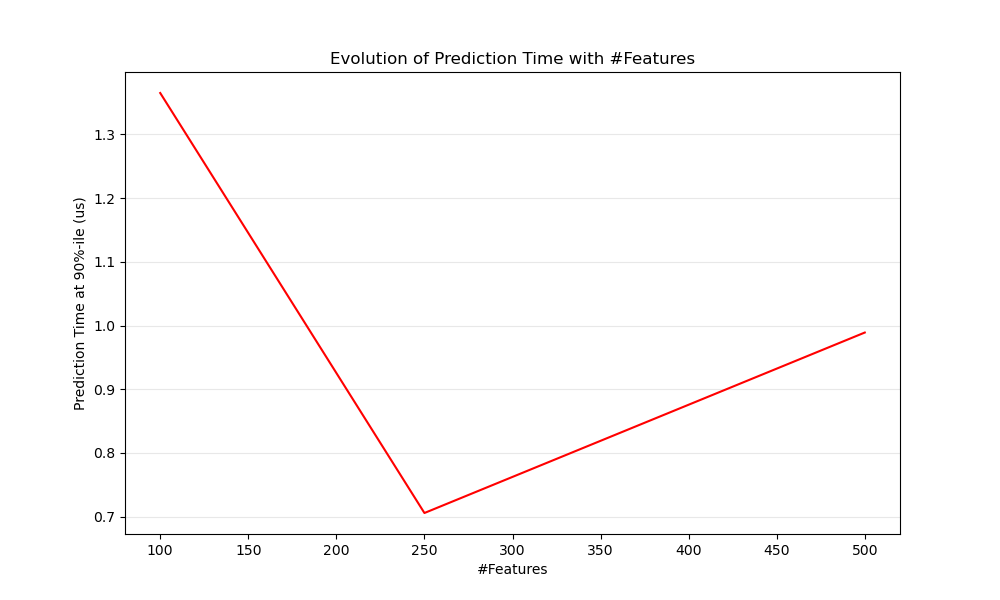 Evolution of Prediction Time with #Features
Prediction Time at 90%-ile (us)
1.3
1.2
1.1
1.0
0.9
0.8
0.7
100 150 200 250 300 350 400 450 500
#Features